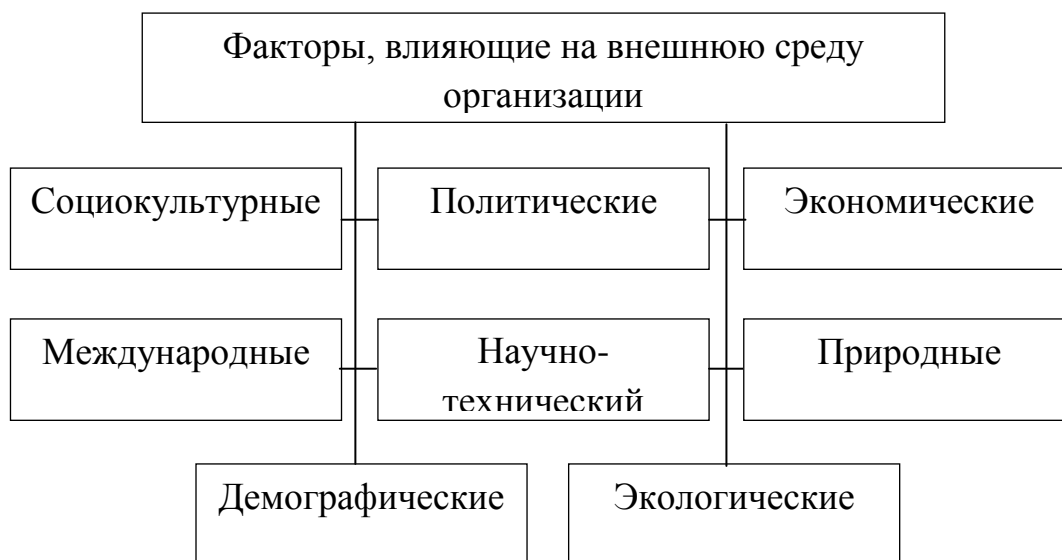 Факторы, влияющие на внешнюю среду
организации
Социокультурные
Политические
Экономические
Международные
Научно-
технический
Природные
Демографические
Экологические